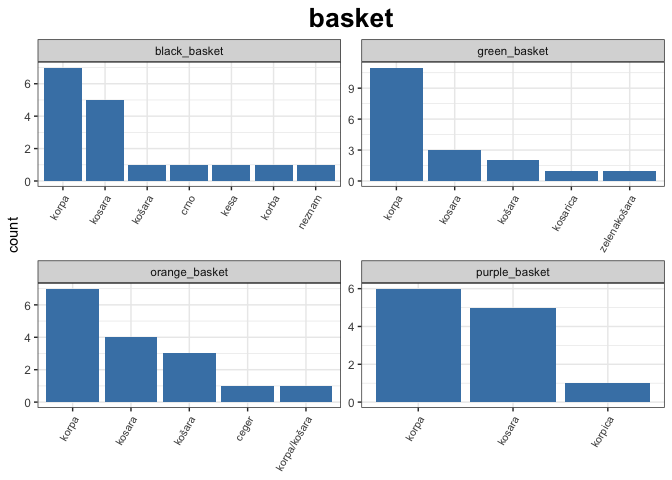 basket
black_basket
green_basket
6
4
2
0
korpa
kosara
košara
crno
kesa
korba
neznam
9
6
3
0
korpa
kosara
košara
kosarica
zelenakošara
count
orange_basket
purple_basket
6
4
2
0
korpa
kosara
košara
ceger
korpa/košara
6
4
2
0
korpa
kosara
korpica